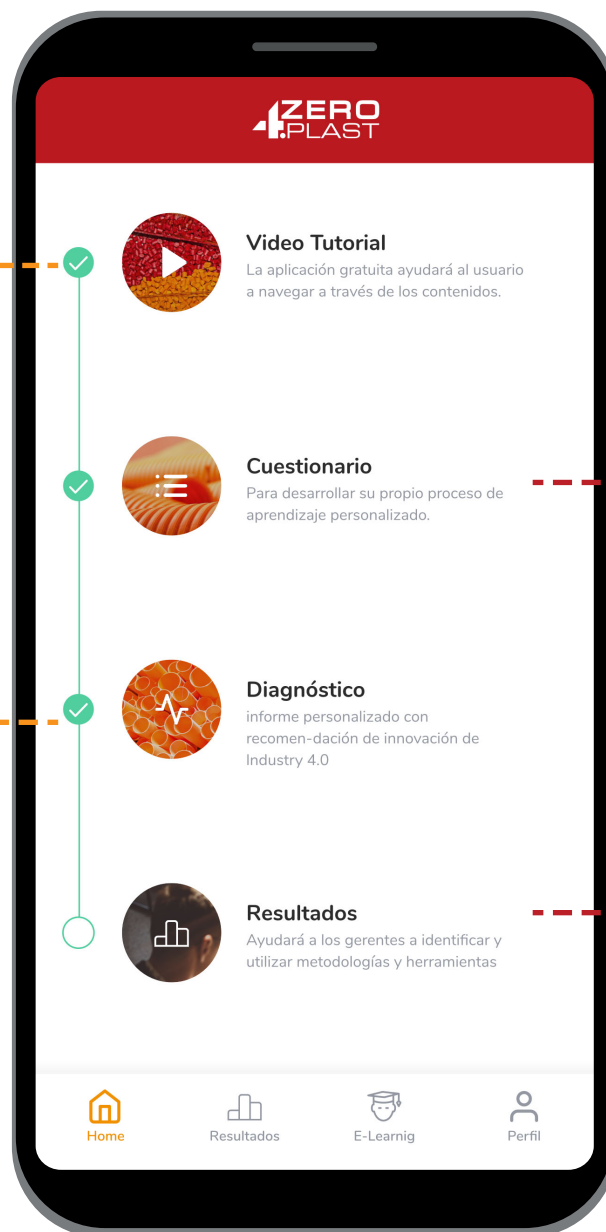 4.ZERO
PLAST
Video Tutorial
La aplicación gratuita ayudará al usuario
a navegar a través de los contenidos.
Cuestionario
Para desarrollar su propio proceso de
aprendizaje personalizado.
Diagnóstico
informe personalizado con
recomen-dación de innovación de
Industry 4.0
Resultados
Ayudará a los gerentes a identificar y
utilizar metodologías y herramientas
Home
Resultados
E-Learnig
Perfil